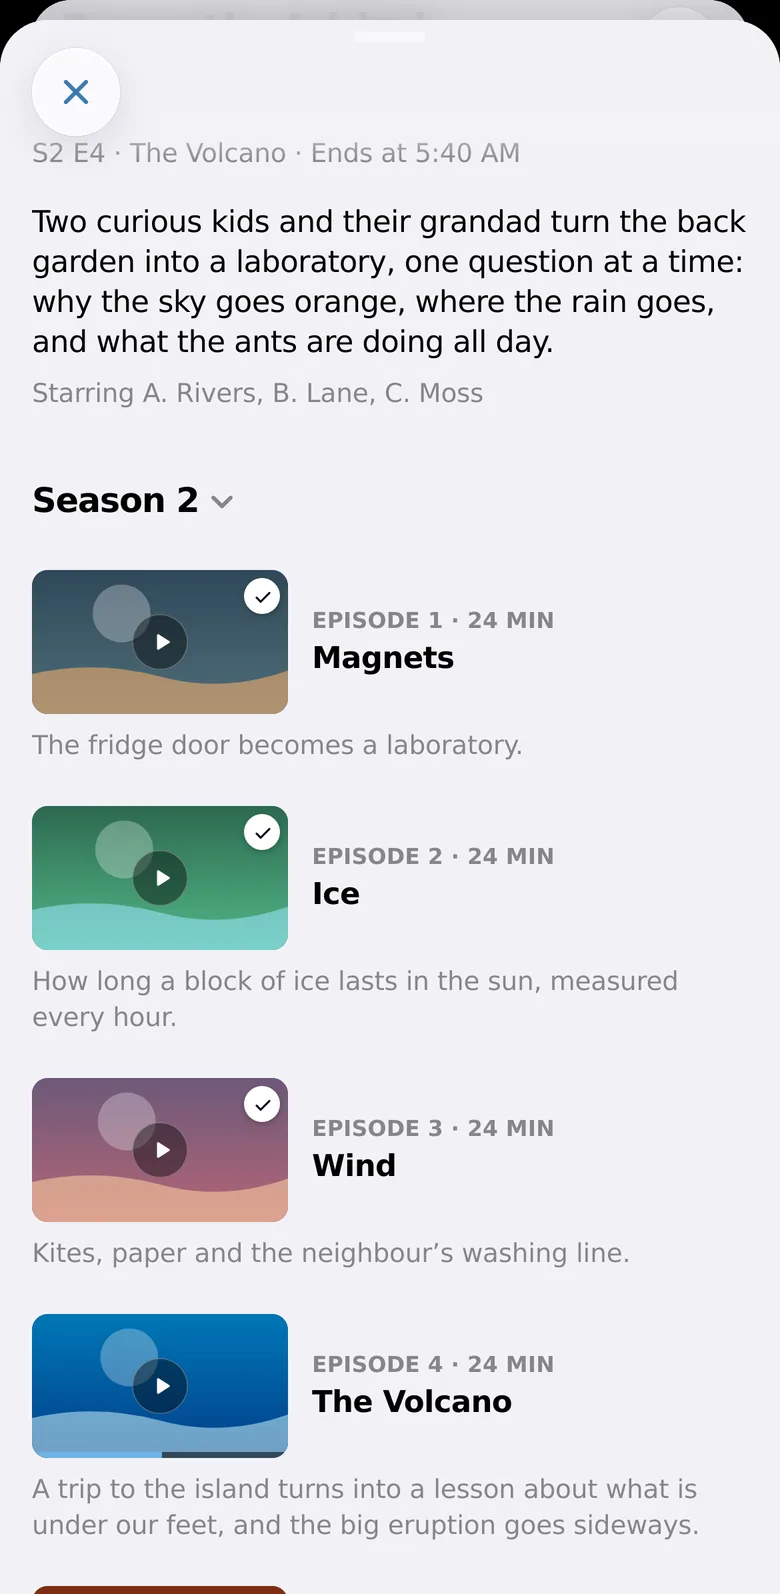 S2 E4 · The Volcano · Ends at 5:40 AM
Two curious kids and their grandad turn the back
garden into a laboratory, one question at a time:
why the sky goes orange, where the rain goes,
and what the ants are doing all day.
Starring A. Rivers, B. Lane, C. Moss
Season 2
EPISODE 1 · 24 MIN
Magnets
The fridge door becomes a laboratory.
EPISODE 2 · 24 MIN
Ice
How long a block of ice lasts in the sun, measured
every hour.
EPISODE 3 · 24 MIN
Wind
Kites, paper and the neighbour’s washing line.
EPISODE 4 · 24 MIN
The Volcano
A trip to the island turns into a lesson about what is
under our feet, and the big eruption goes sideways.